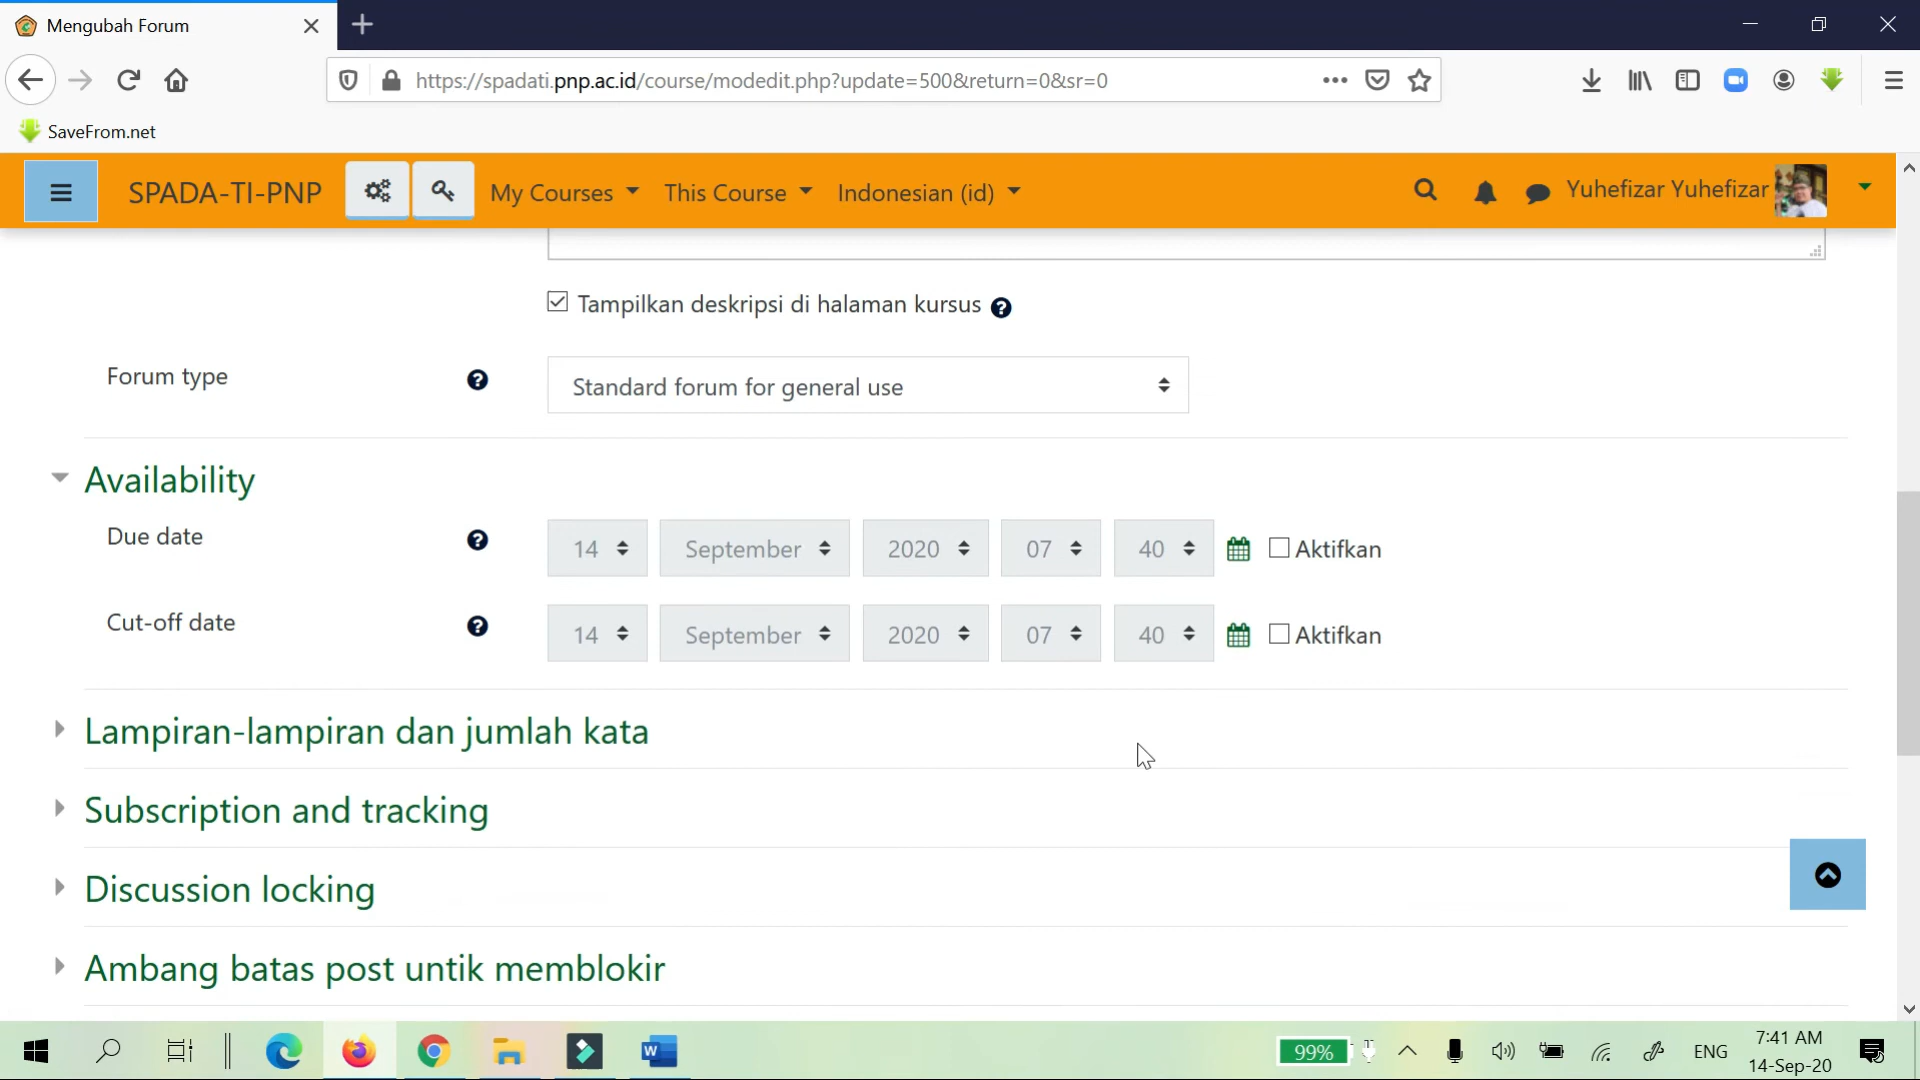 Mengubah Forum
https://spadati.pnp.ac.id/course/modedit.php?update=500&return=0&sr=0
SaveFrom.net
SPADA-TI-PNP My Courses This Course Indonesian (id) Yuhefizar Yuhefizar
Tampilkan deskripsi di halaman kursus
Forum type Standard forum for general use
Availability
Due date 14 September 2020 07 40 Aktifkan
Cut-off date 14 September 2020 07 40 Aktifkan
Lampiran-lampiran dan jumlah kata
Subscription and tracking
Discussion locking
Ambang batas post untik memblokir
99% ENG 7:41 AM
14-Sep-20